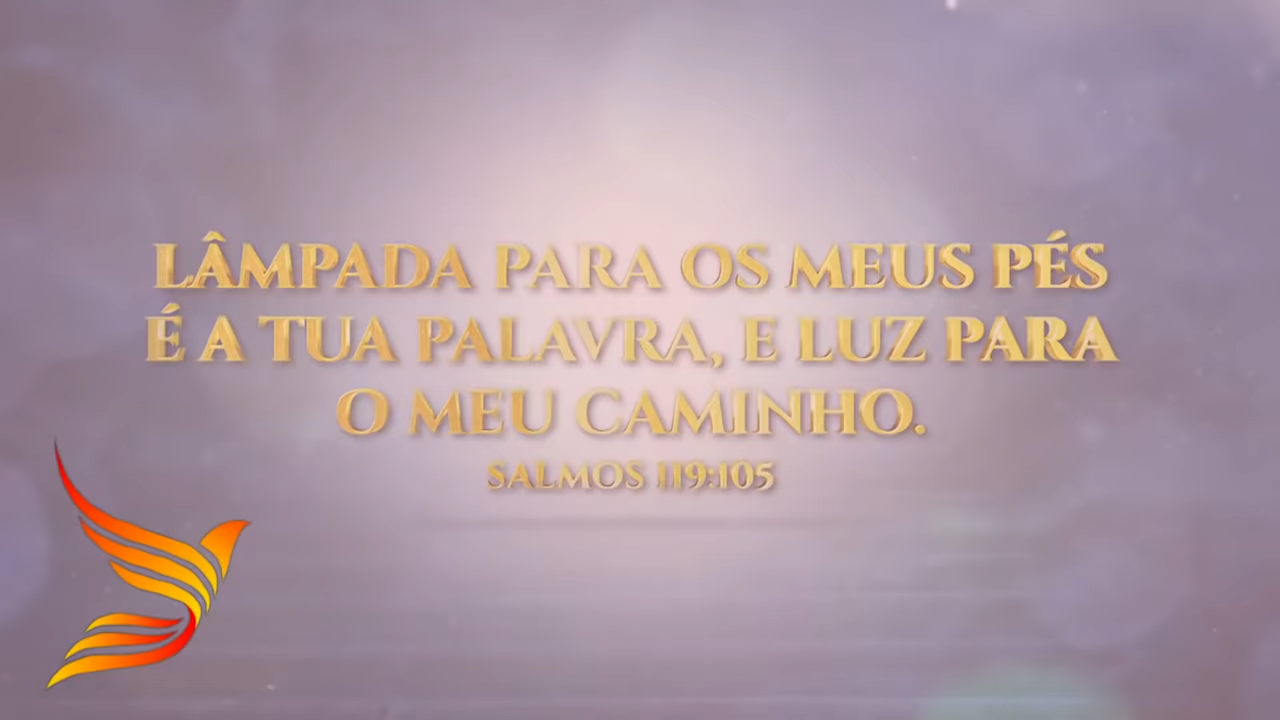 LÂMPADA PARA OS MEUS PÉS
É A TUA PALAVRA, E LUZ PARA
O MEU CAMINHO.
SALMOS 119:105